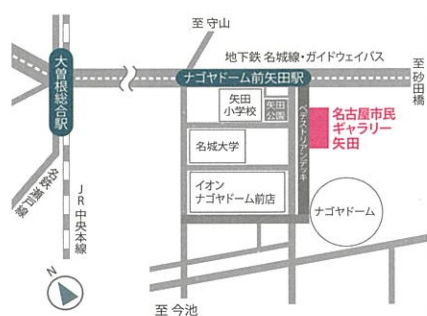 至 守山
地下鉄 名城線・ガイドウェイバス
大曽根総合駅
ナゴヤドーム前矢田駅
至 砂田橋
矢田
小学校
矢田
公園
ペデストリアンデッキ
名古屋市民
ギャラリー
矢田
名城大学
イオン
ナゴヤドーム前店
ナゴヤドーム
名鉄瀬戸線
JR中央本線
N
至 今池